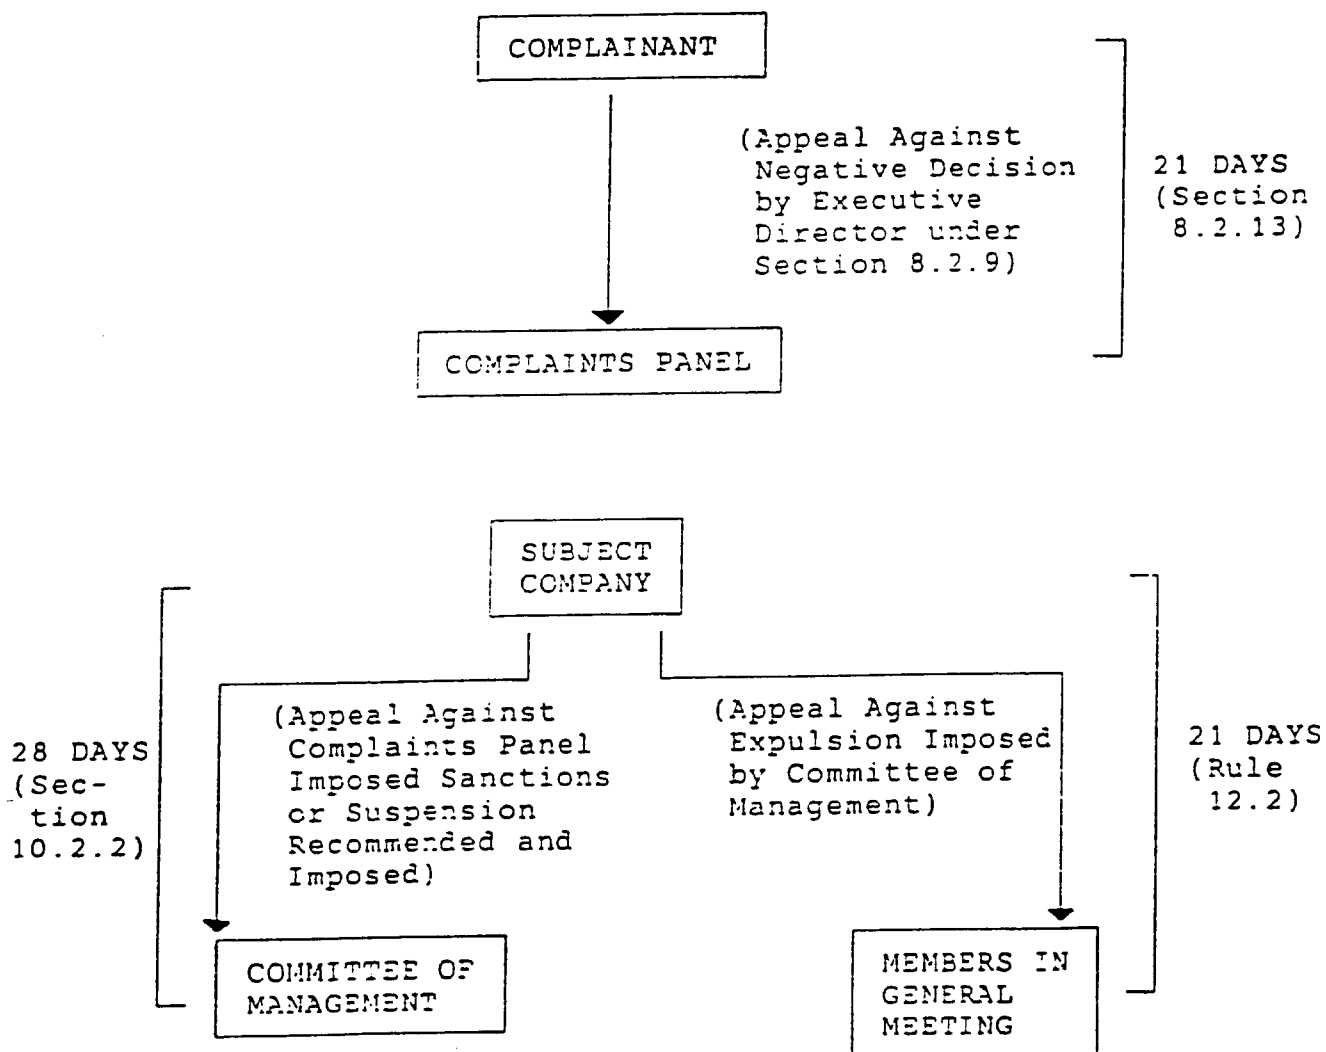 COMPLAINANT
(Appeal Against
Negative Decision
by Executive
Director under
Section 8.2.9)
21 DAYS
(Section
8.2.13)
COMPLAINTS PANEL
SUBJECT
COMPANY
28 DAYS
(Sec-
tion
10.2.2)
(Appeal Against
Complaints Panel
Imposed Sanctions
or Suspension
Recommended and
Imposed)
(Appeal Against
Expulsion Imposed
by Committee of
Management)
21 DAYS
(Rule
12.2)
COMMITTEE OF
MANAGEMENT
MEMBERS IN
GENERAL
MEETING